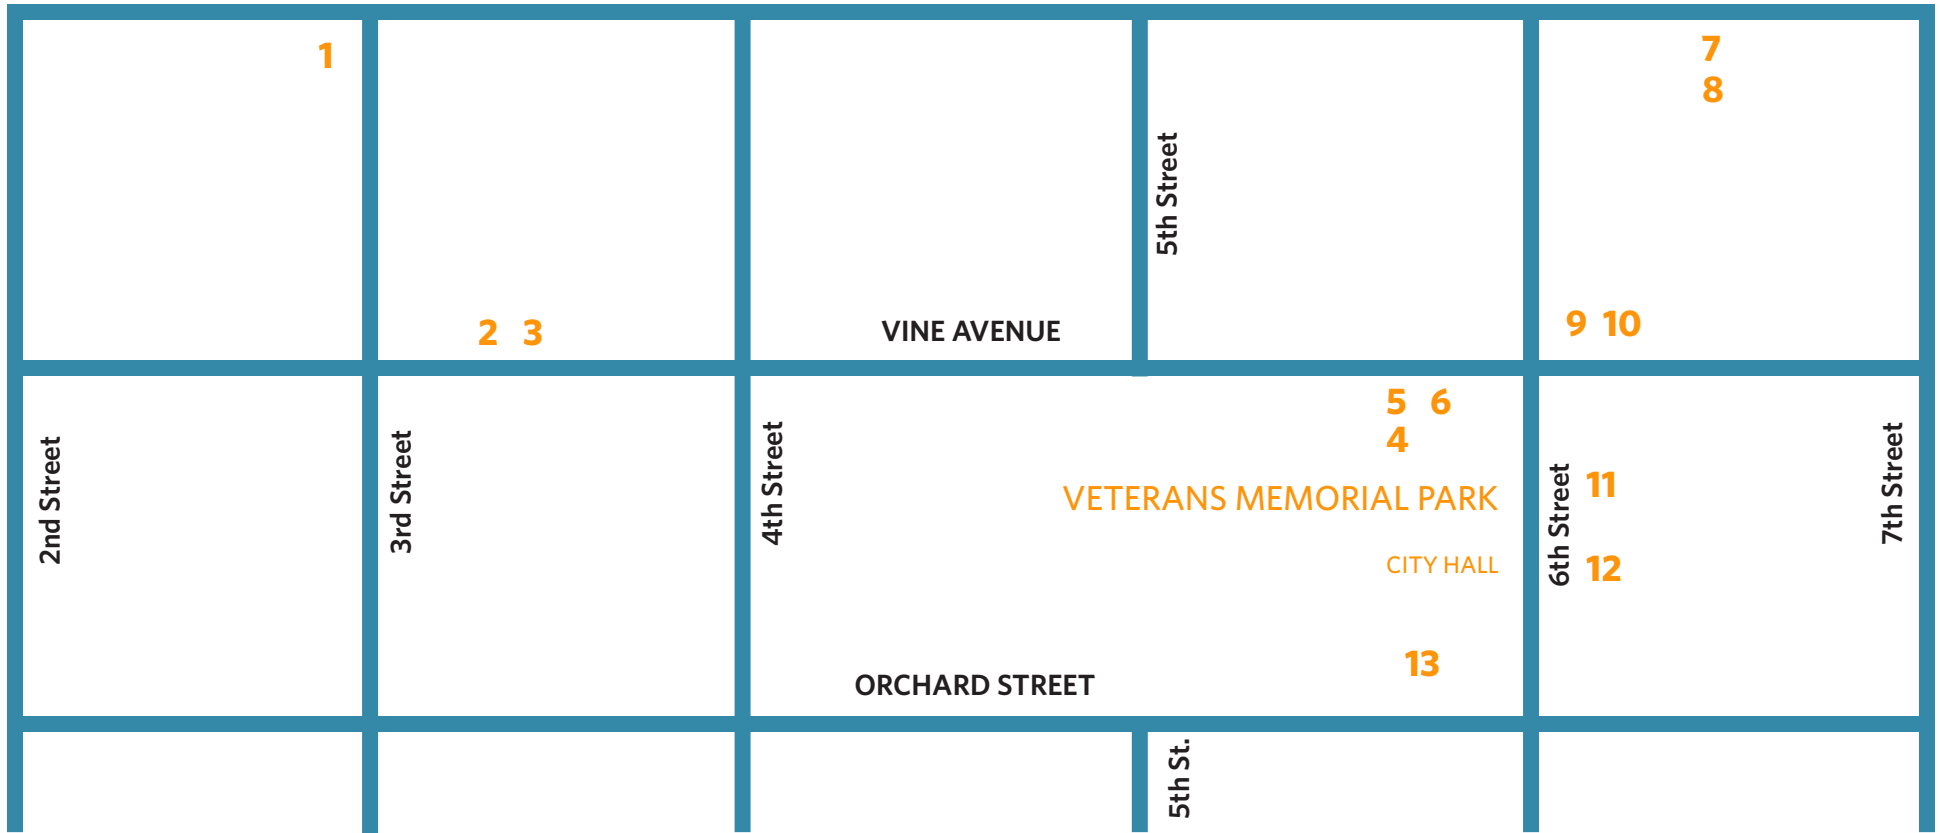 1
7
8
5th Street
2 3
VINE AVENUE
9 10
5 6
4
2nd Street
3rd Street
4th Street
VETERANS MEMORIAL PARK
6th Street
11
7th Street
CITY HALL
12
13
ORCHARD STREET
5th St.